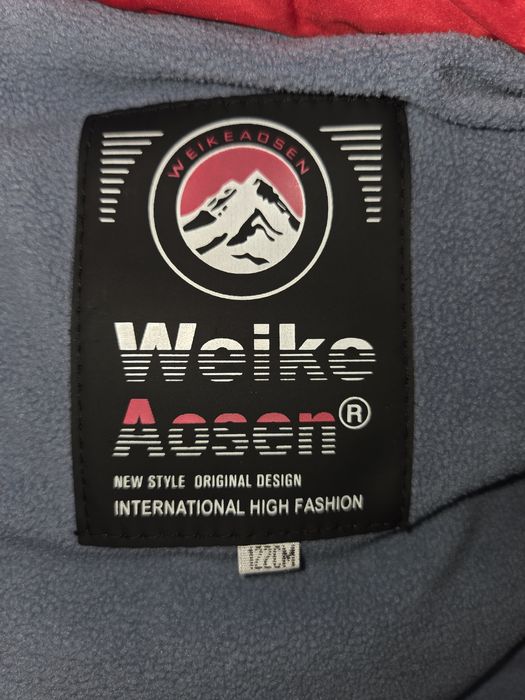 WEIKEAOSEN
Weike
Aosen®
NEW STYLE ORIGINAL DESIGN
INTERNATIONAL HIGH FASHION
122CM